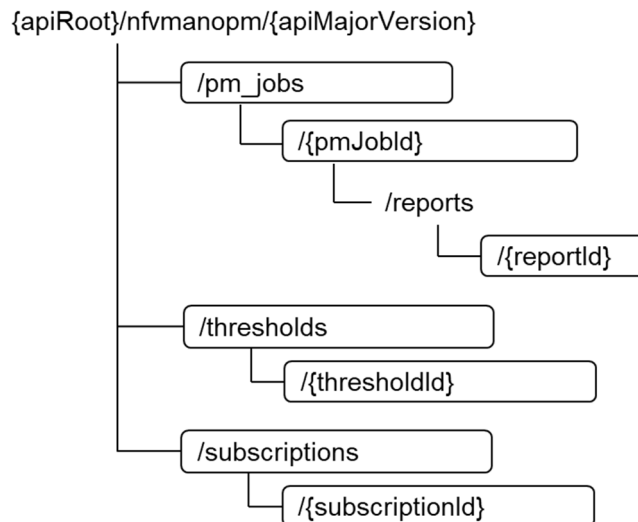 {apiRoot}/nfvmanopm/{apiMajorVersion}
/pm_jobs
/{pmJobId}
/reports
/{reportId}
/thresholds
/{thresholdId}
/subscriptions
/{subscriptionId}